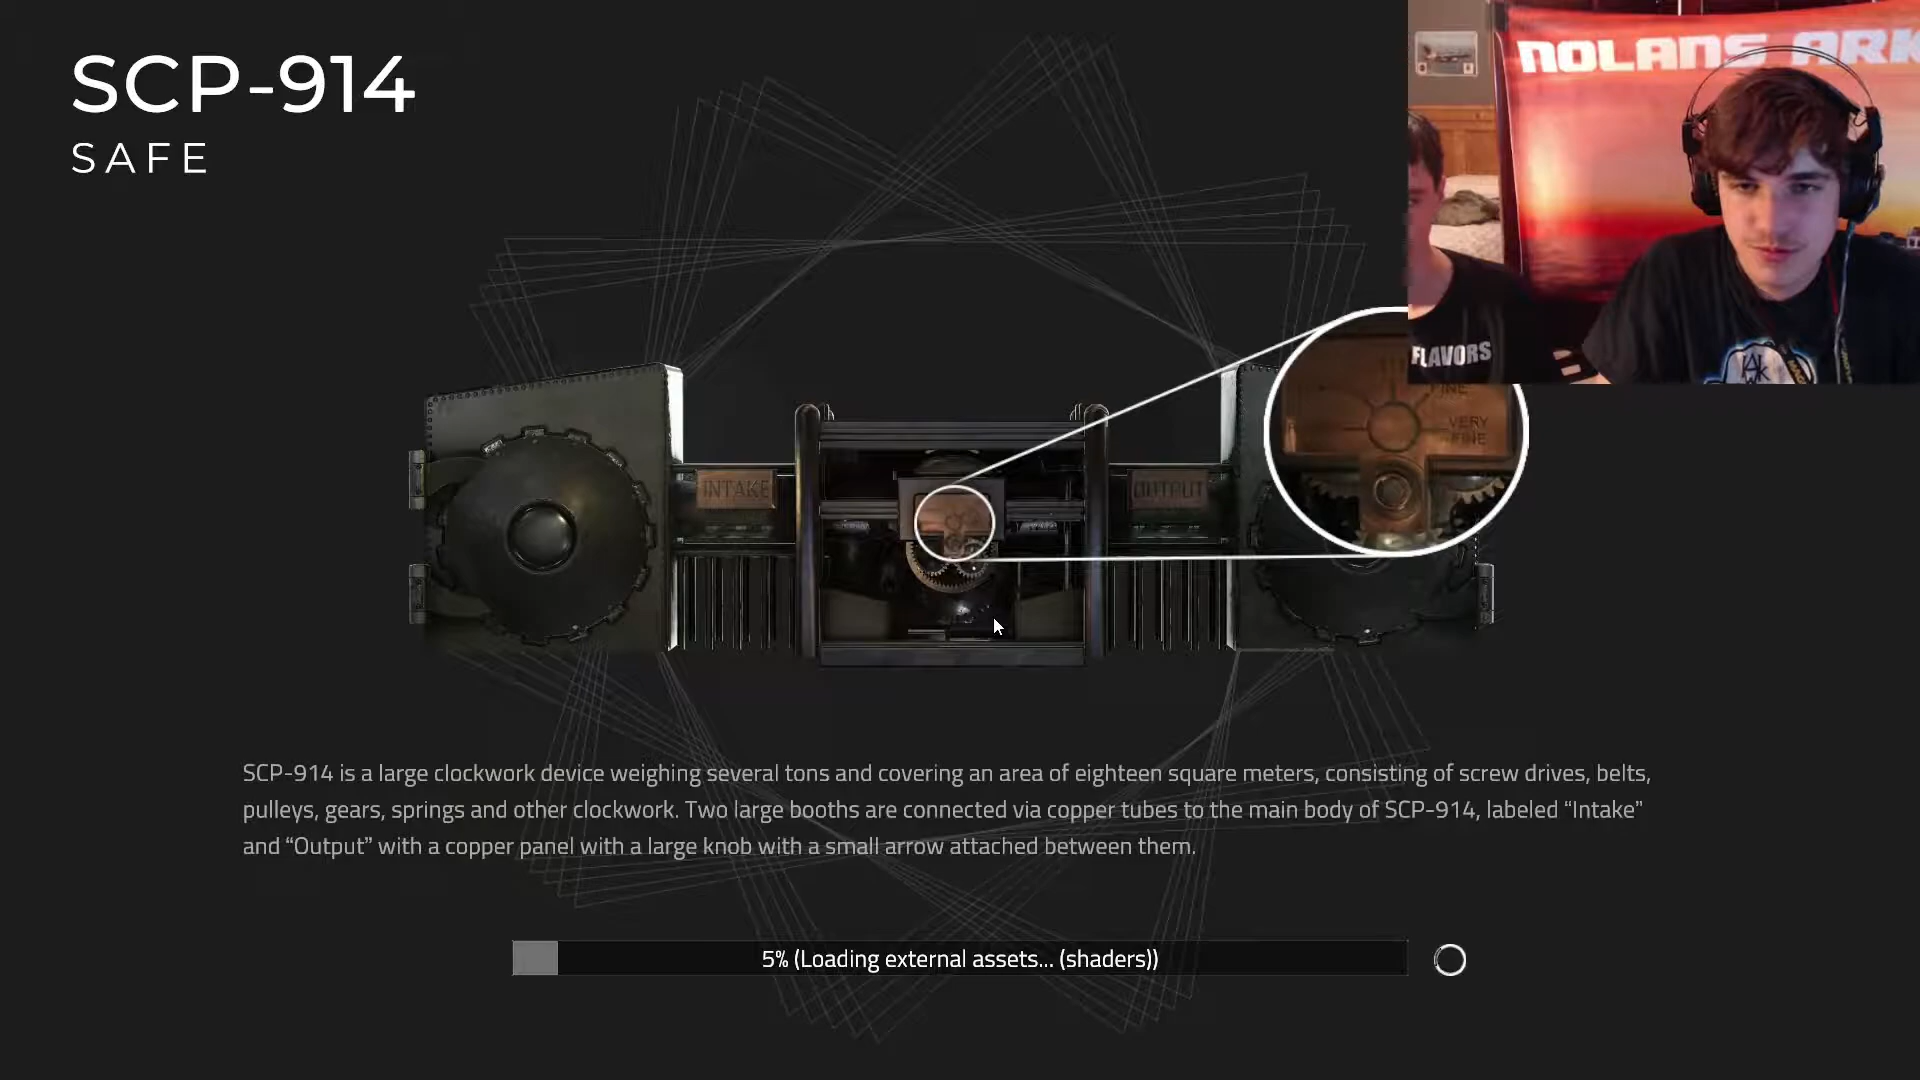 SCP-914
SAFE
NOLANS ARK
FLAVORS
FINE
VERY
FINE
INTAKE
OUTPUT
SCP-914 is a large clockwork device weighing several tons and covering an area of eighteen square meters, consisting of screw drives, belts,
pulleys, gears, springs and other clockwork. Two large booths are connected via copper tubes to the main body of SCP-914, labeled “Intake”
and “Output” with a copper panel with a large knob with a small arrow attached between them.
5% (Loading external assets... (shaders))